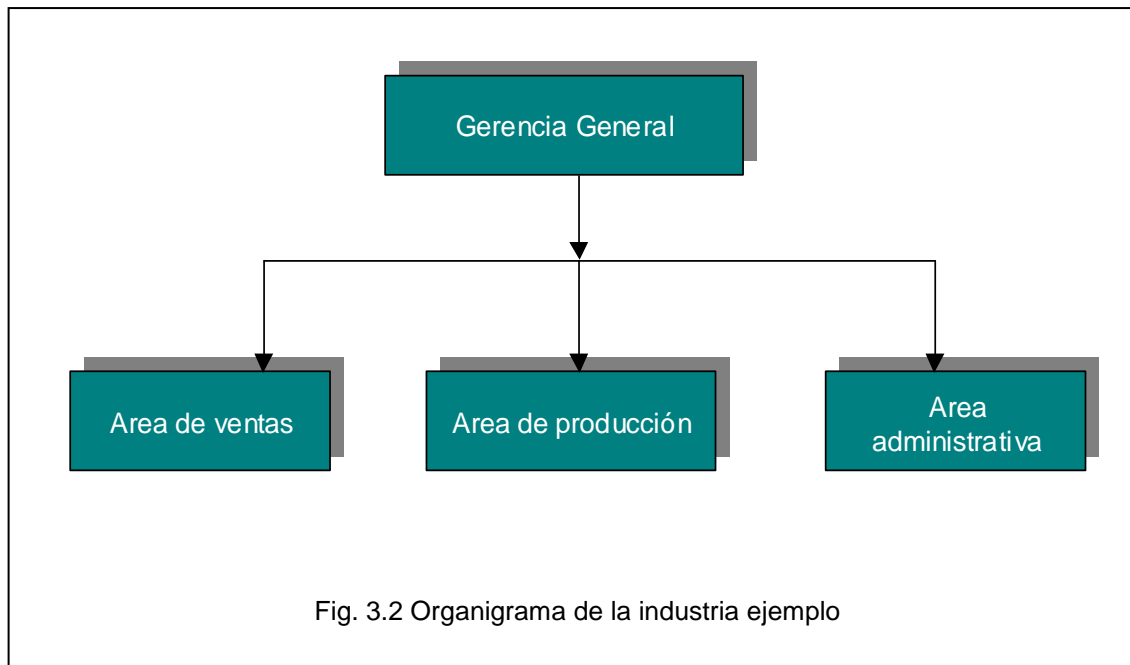 Gerencia General
Area de ventas
Area de producción
Area
administrativa
Fig. 3.2 Organigrama de la industria ejemplo